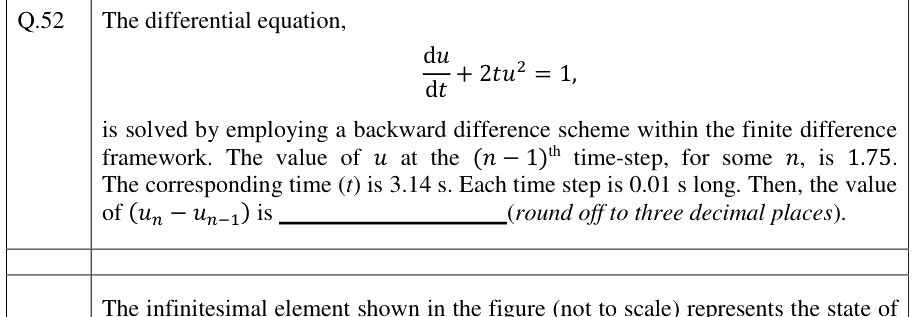 Q.52 The differential equation,
du/dt + 2tu² = 1,
is solved by employing a backward difference scheme within the finite difference
framework. The value of u at the (n − 1)ᵗʰ time-step, for some n, is 1.75.
The corresponding time (t) is 3.14 s. Each time step is 0.01 s long. Then, the value
of (uₙ − uₙ₋₁) is ____________________(round off to three decimal places).
The infinitesimal element shown in the figure (not to scale) represents the state of